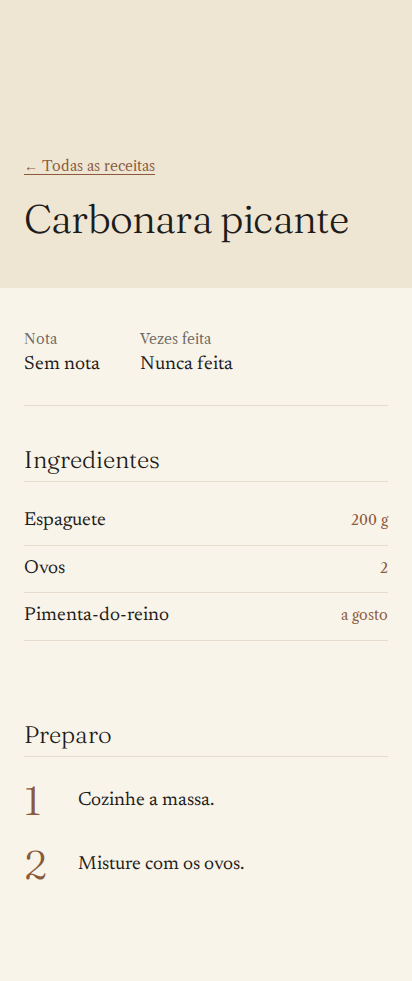 ← Todas as receitas
Carbonara picante
Nota
Vezes feita
Sem nota
Nunca feita
Ingredientes
Espaguete 200 g
Ovos 2
Pimenta-do-reino a gosto
Preparo
1 Cozinhe a massa.
2 Misture com os ovos.